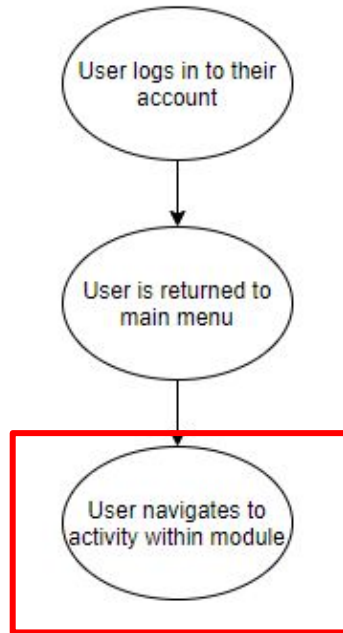 User logs in to their
account
User is returned to
main menu
User navigates to
activity within module